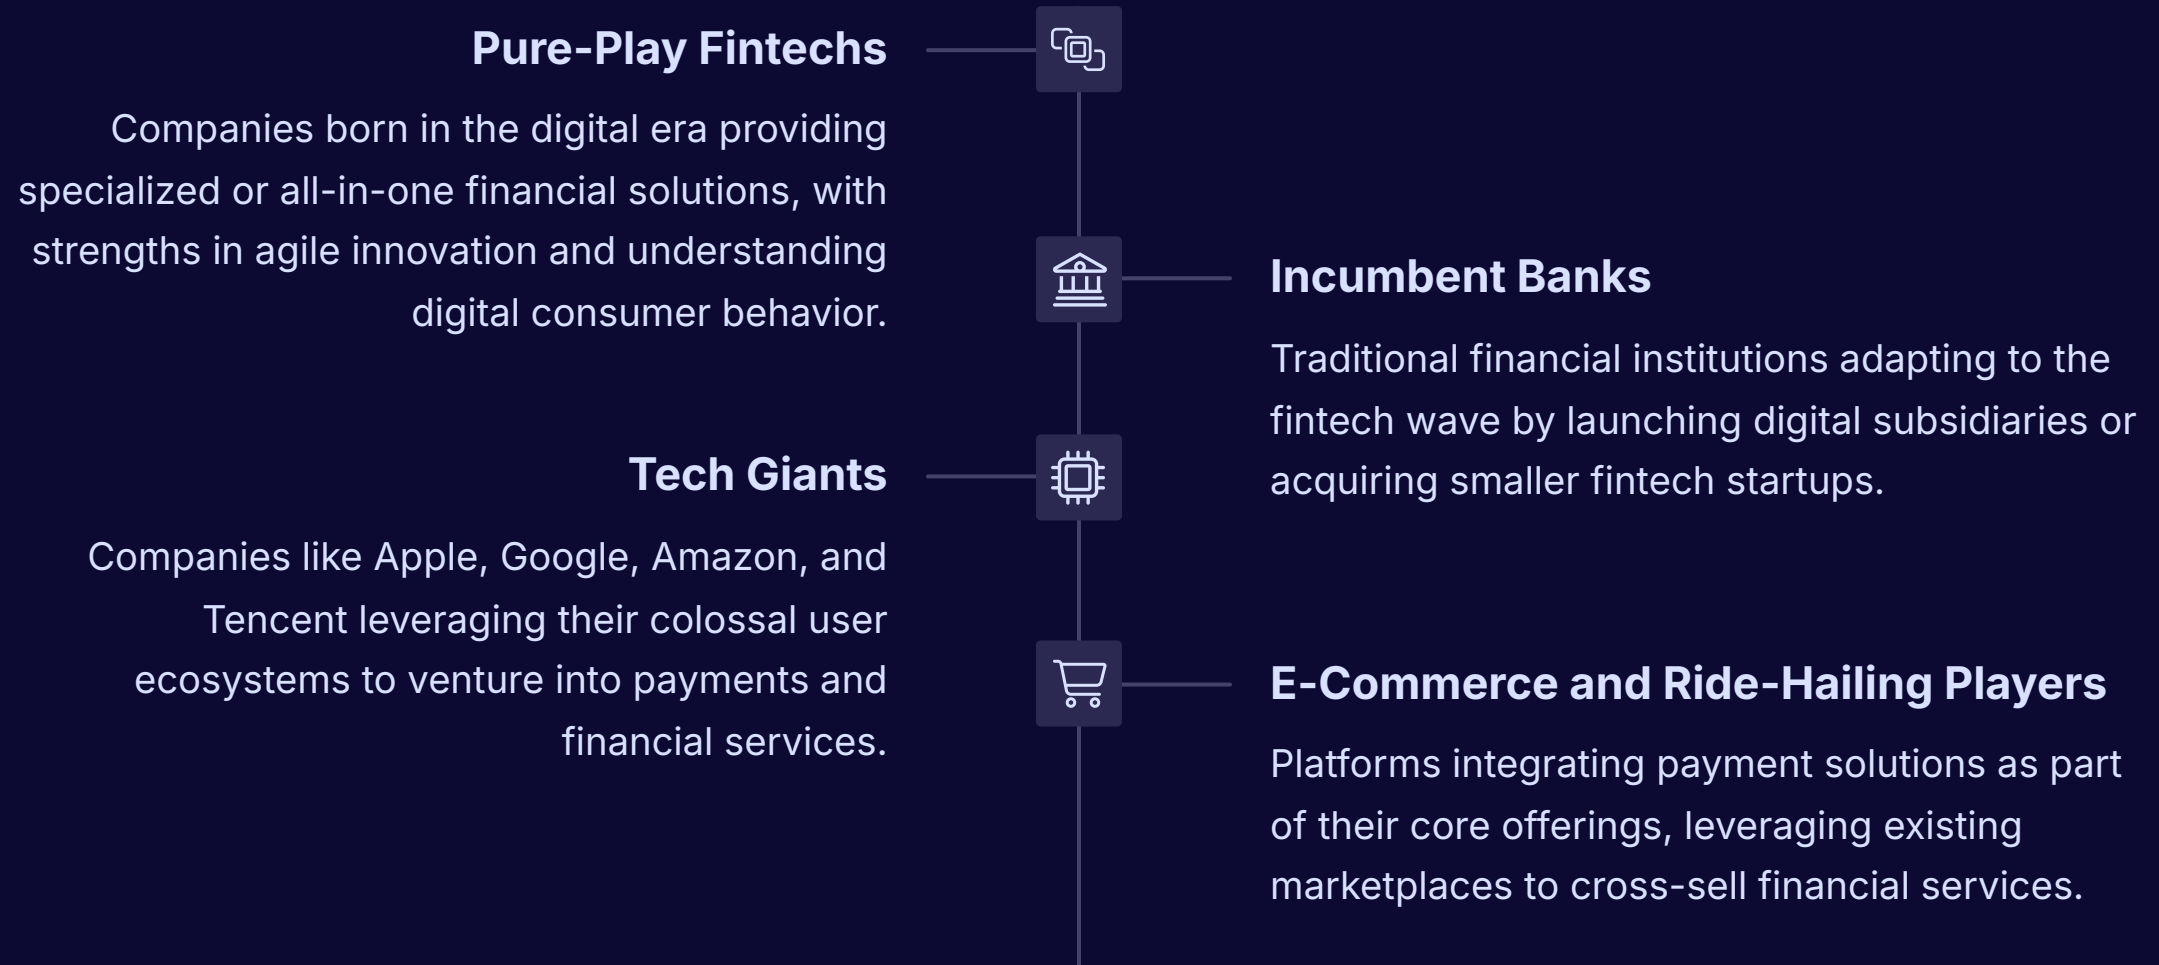 Pure-Play Fintechs
Companies born in the digital era providing
specialized or all-in-one financial solutions, with
strengths in agile innovation and understanding
digital consumer behavior.
Incumbent Banks
Traditional financial institutions adapting to the
fintech wave by launching digital subsidiaries or
acquiring smaller fintech startups.
Tech Giants
Companies like Apple, Google, Amazon, and
Tencent leveraging their colossal user
ecosystems to venture into payments and
financial services.
E-Commerce and Ride-Hailing Players
Platforms integrating payment solutions as part
of their core offerings, leveraging existing
marketplaces to cross-sell financial services.